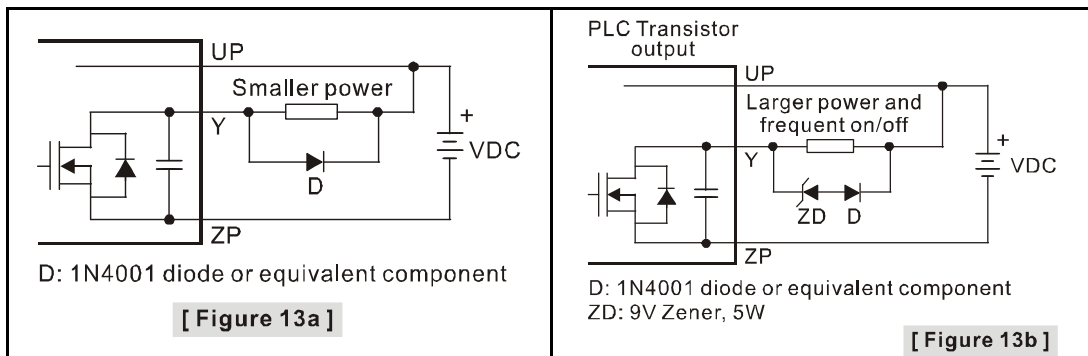 UP
Smaller power
Y
+
VDC
D
ZP
D: 1N4001 diode or equivalent component
[ Figure 13a ]
PLC Transistor
output
UP
Larger power and
frequent on/off
Y
+
VDC
ZD D
ZP
D: 1N4001 diode or equivalent component
ZD: 9V Zener, 5W
[ Figure 13b ]